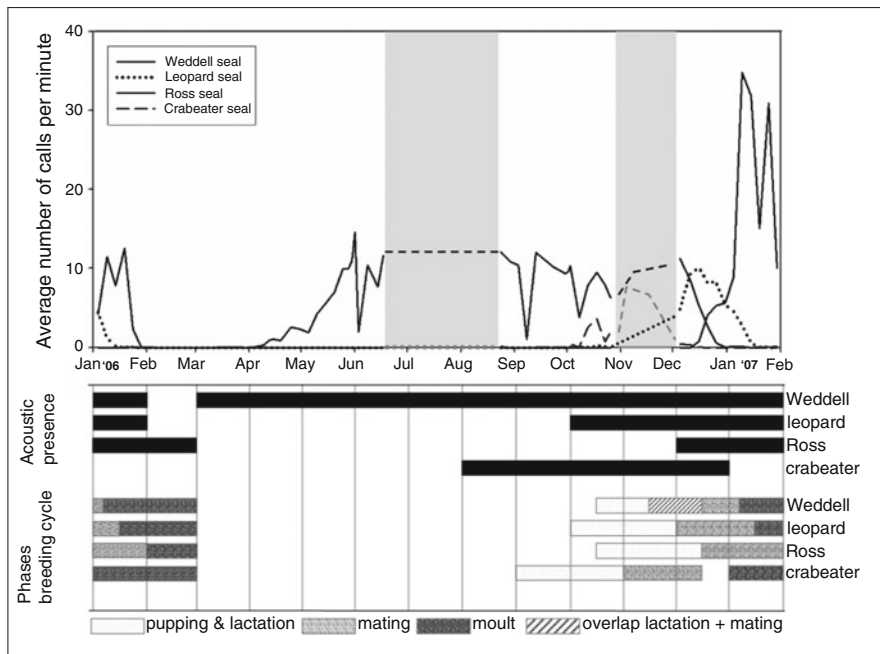 Average number of calls per minute
40
30
20
10
0
Weddell seal
Leopard seal
Ross seal
Crabeater seal
Jan '06 Feb Mar Apr May Jun Jul Aug Sep Oct Nov Dec Jan '07 Feb
Acoustic
presence
Weddell
leopard
Ross
crabeater
Phases
breeding cycle
Weddell
leopard
Ross
crabeater
pupping & lactation mating moult overlap lactation + mating